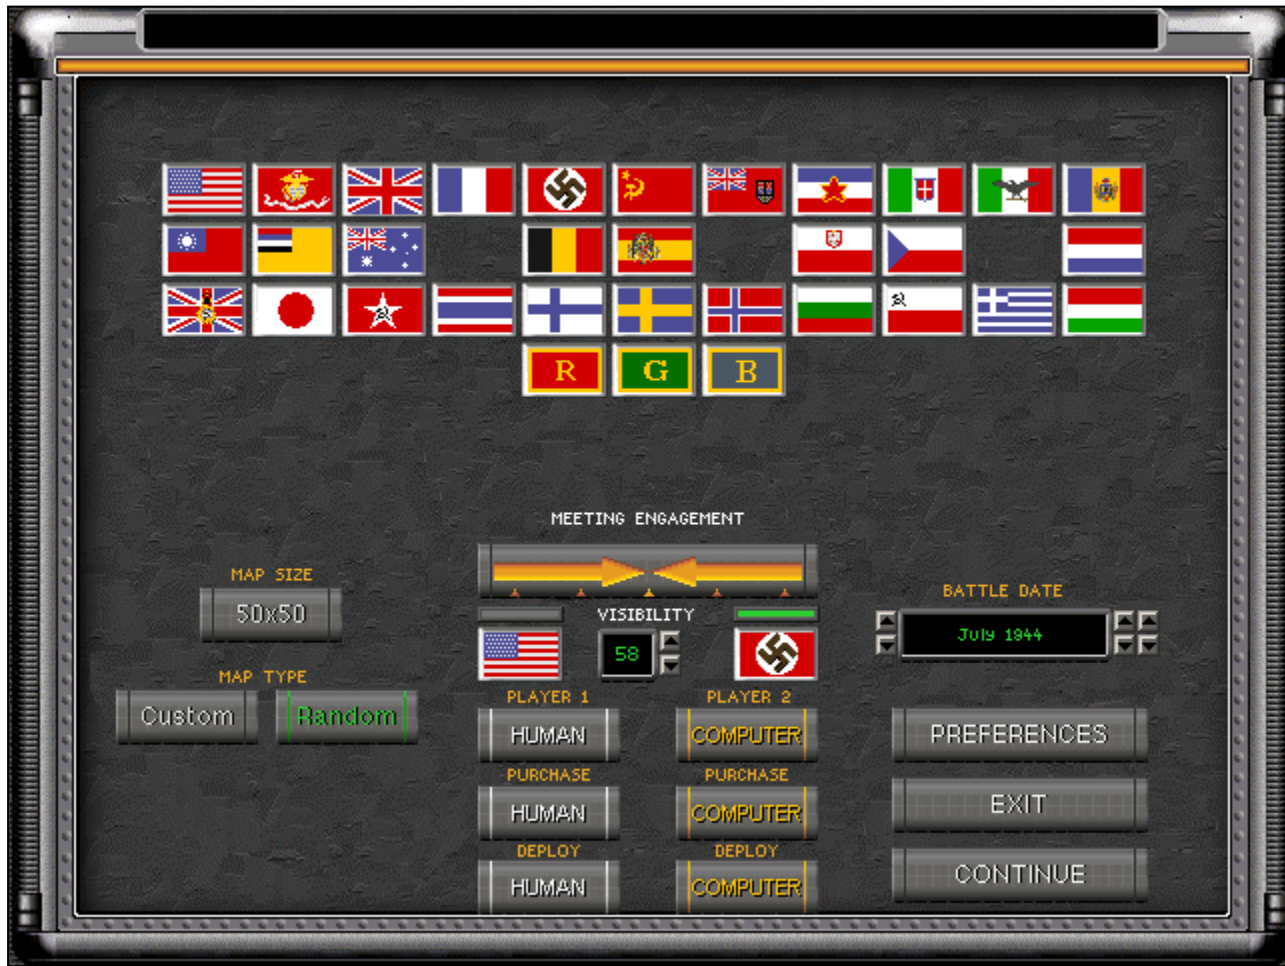 R G B
MEETING ENGAGEMENT
MAP SIZE
50x50
VISIBILITY
58
BATTLE DATE
July 1944
MAP TYPE
Custom Random
PLAYER 1 PLAYER 2
HUMAN COMPUTER
PREFERENCES
PURCHASE PURCHASE
HUMAN COMPUTER
EXIT
DEPLOY DEPLOY
HUMAN COMPUTER
CONTINUE